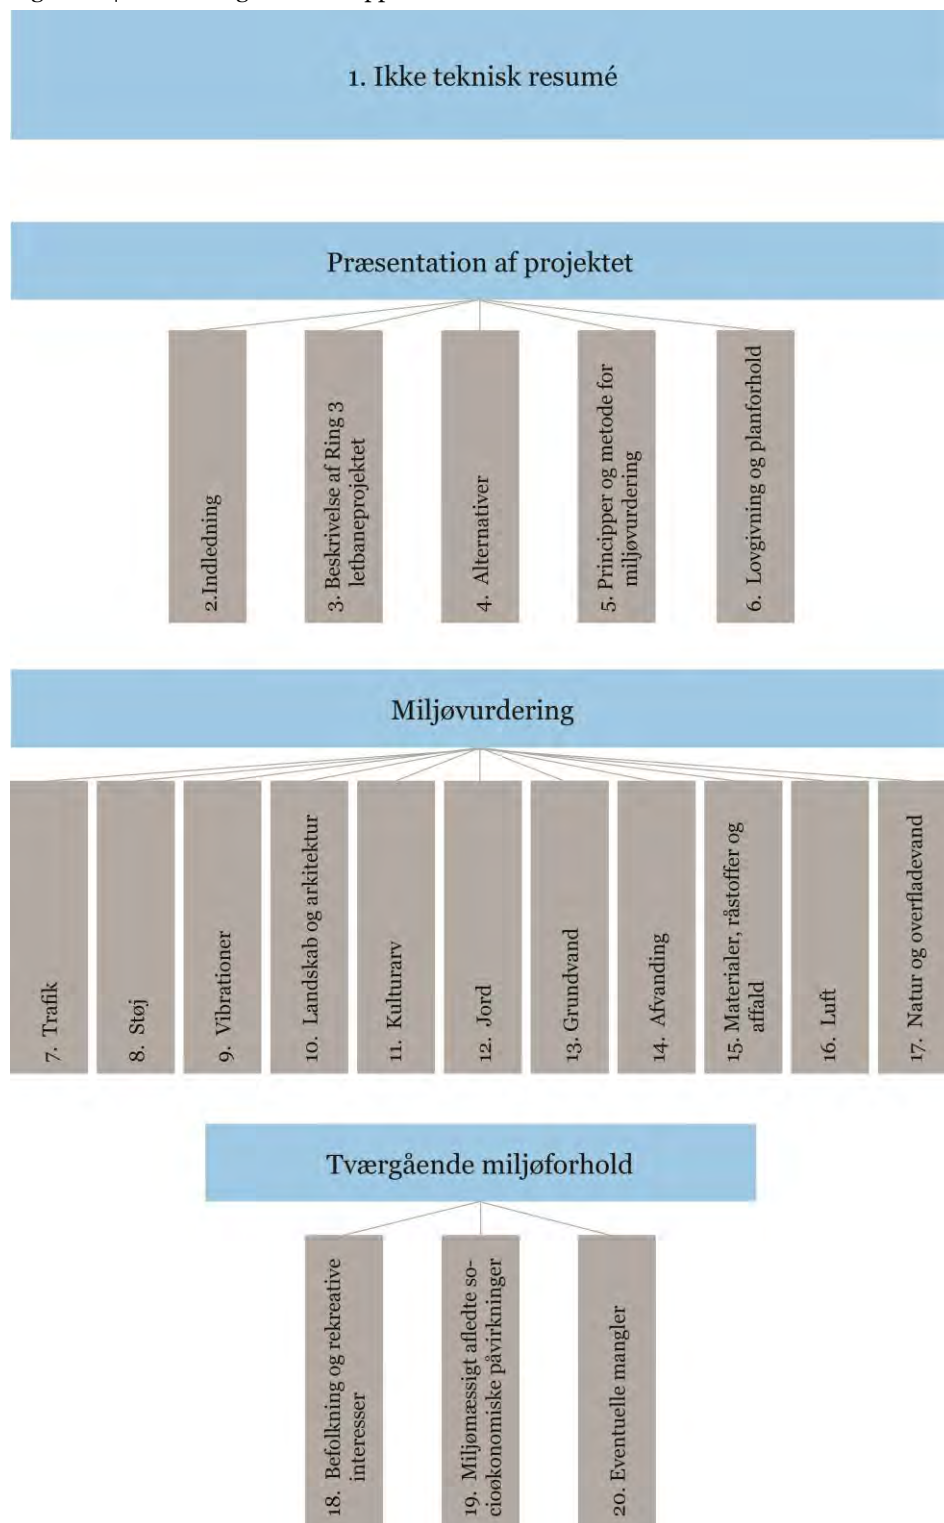 1. Ikke teknisk resumé
Præsentation af projektet
2.Indledning
3. Beskrivelse af Ring 3
letbaneprojektet
4. Alternativer
5. Principper og metode for
miljøvurdering
6. Lovgivning og planforhold
Miljøvurdering
7. Trafik
8. Støj
9. Vibrationer
10. Landskab og arkitektur
11. Kulturarv
12. Jord
13. Grundvand
14. Afvanding
15. Materialer, råstoffer og
affald
16. Luft
17. Natur og overfladevand
Tværgående miljøforhold
18. Befolkning og rekreative
interesser
19. Miljømæssigt afledte so-
cioøkonomiske påvirkninger
20. Eventuelle mangler